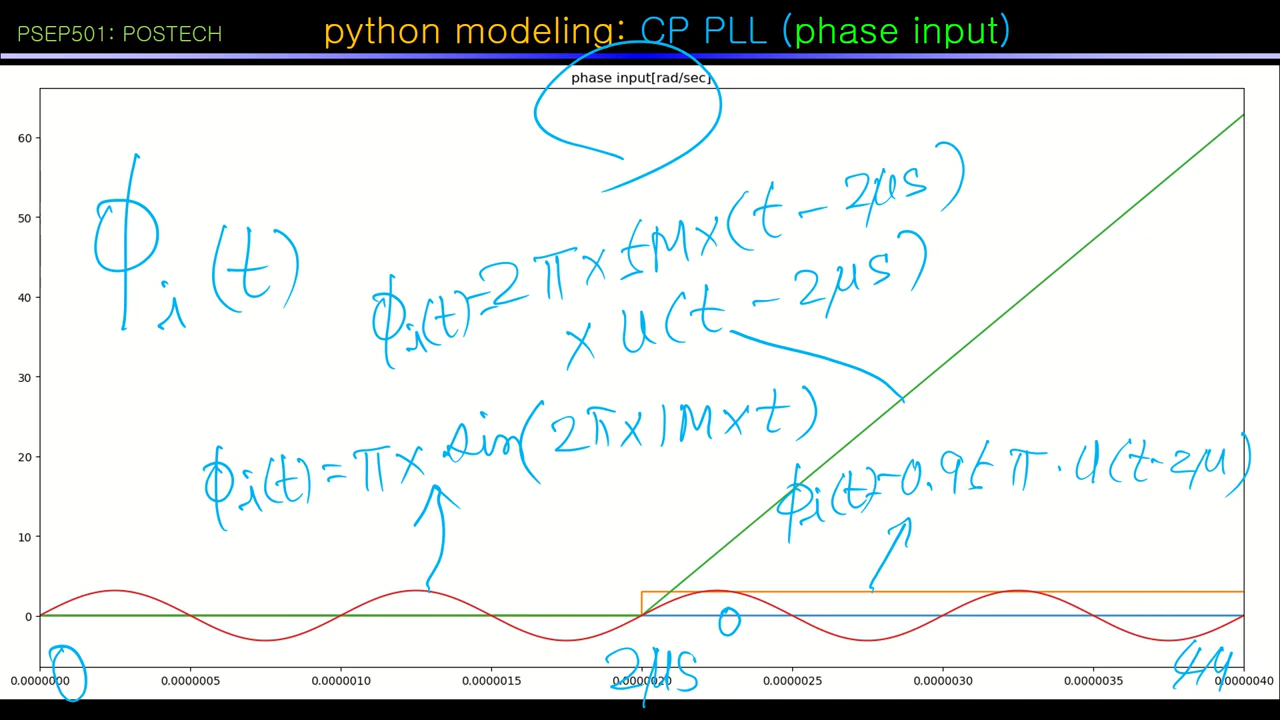 PSEP501: POSTECH
python modeling: CP PLL (phase input)
phase input[rad/sec]
60
50
40
30
20
10
0
ϕi(t)
ϕi(t)=2π×5M×(t-2μs)
×u(t-2μs)
ϕi(t)=π×sin(2π×1M×t)
ϕi(t)=0.95π·u(t-2μ)
0
0
2μs
4μ
0.0000000 0.0000005 0.0000010 0.0000015 0.0000020 0.0000025 0.0000030 0.0000035 0.0000040